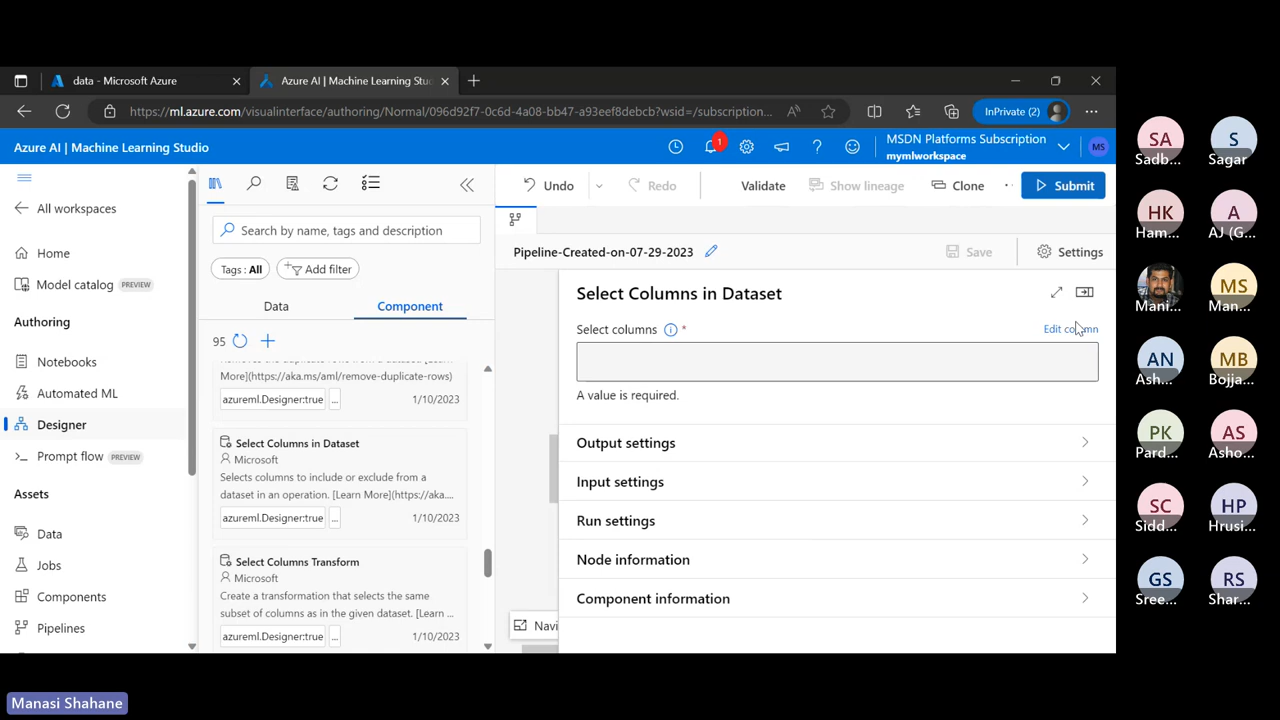 data - Microsoft Azure
Azure AI | Machine Learning Stu
https://ml.azure.com/visualinterface/authoring/Normal/096d92f7-0c6d-4a08-bb47-a93eef8debcb?wsid=/subscription...
InPrivate (2)
Azure AI | Machine Learning Studio
1
MSDN Platforms Subscription
mymlworkspace
MS
All workspaces
Home
Model catalog PREVIEW
Authoring
Notebooks
Automated ML
Designer
Prompt flow PREVIEW
Assets
Data
Jobs
Components
Pipelines
Search by name, tags and description
Tags : All
Add filter
Data
Component
95
Removes the duplicate rows from a dataset [Learn
More](https://aka.ms/aml/remove-duplicate-rows)
azureml.Designer:true ... 1/10/2023
Select Columns in Dataset
Microsoft
Selects columns to include or exclude from a
dataset in an operation. [Learn More](https://aka....
azureml.Designer:true ... 1/10/2023
Select Columns Transform
Microsoft
Create a transformation that selects the same
subset of columns as in the given dataset. [Learn ...
azureml.Designer:true ... 1/10/2023
Undo
Redo
Validate
Show lineage
Clone
Submit
Pipeline-Created-on-07-29-2023
Save
Settings
Select Columns in Dataset
Select columns *
Edit column
A value is required.
Output settings
Input settings
Run settings
Node information
Component information
Navi
SA
Sadb...
S
Sagar
HK
Ham...
A
AJ (G...
Mani...
MS
Man...
AN
Ash...
MB
Bojja...
PK
Pard...
AS
Asho...
SC
Sidd...
HP
Hrusi...
GS
Sree...
RS
Shar...
Manasi Shahane